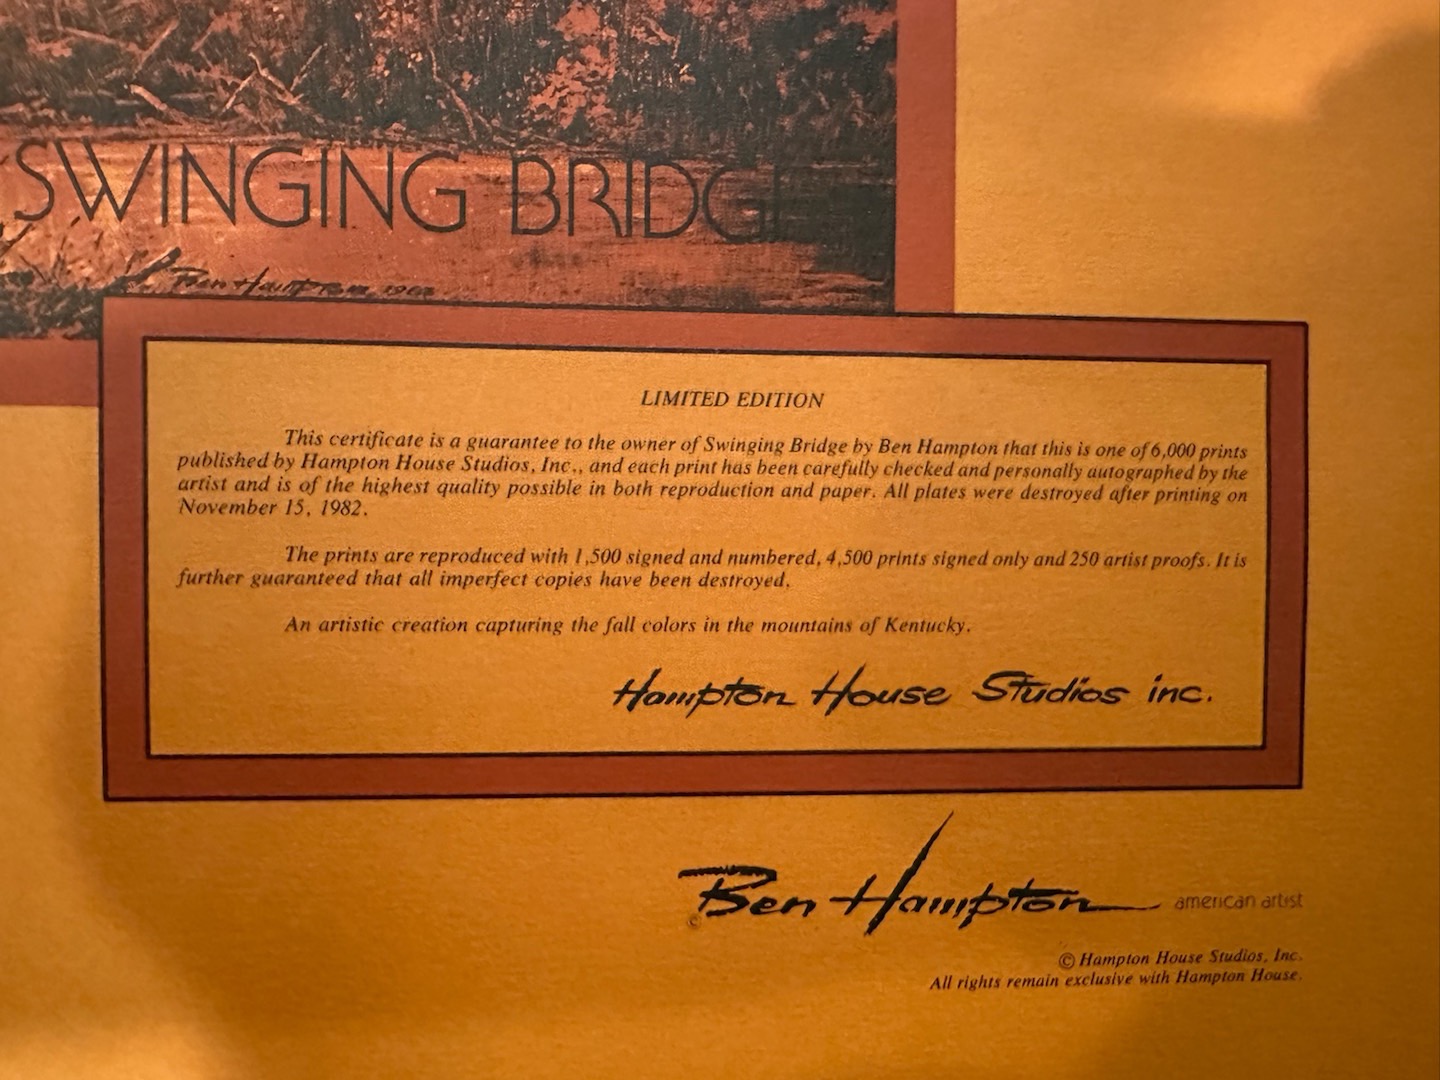 SWINGING BRIDGE
Ben Hampton 1982
LIMITED EDITION
This certificate is a guarantee to the owner of Swinging Bridge by Ben Hampton that this is one of 6,000 prints
published by Hampton House Studios, Inc., and each print has been carefully checked and personally autographed by the
artist and is of the highest quality possible in both reproduction and paper. All plates were destroyed after printing on
November 15, 1982.
The prints are reproduced with 1,500 signed and numbered, 4,500 prints signed only and 250 artist proofs. It is
further guaranteed that all imperfect copies have been destroyed.
An artistic creation capturing the fall colors in the mountains of Kentucky.
Hampton House Studios inc.
© Ben Hampton american artist
© Hampton House Studios, Inc.
All rights remain exclusive with Hampton House.